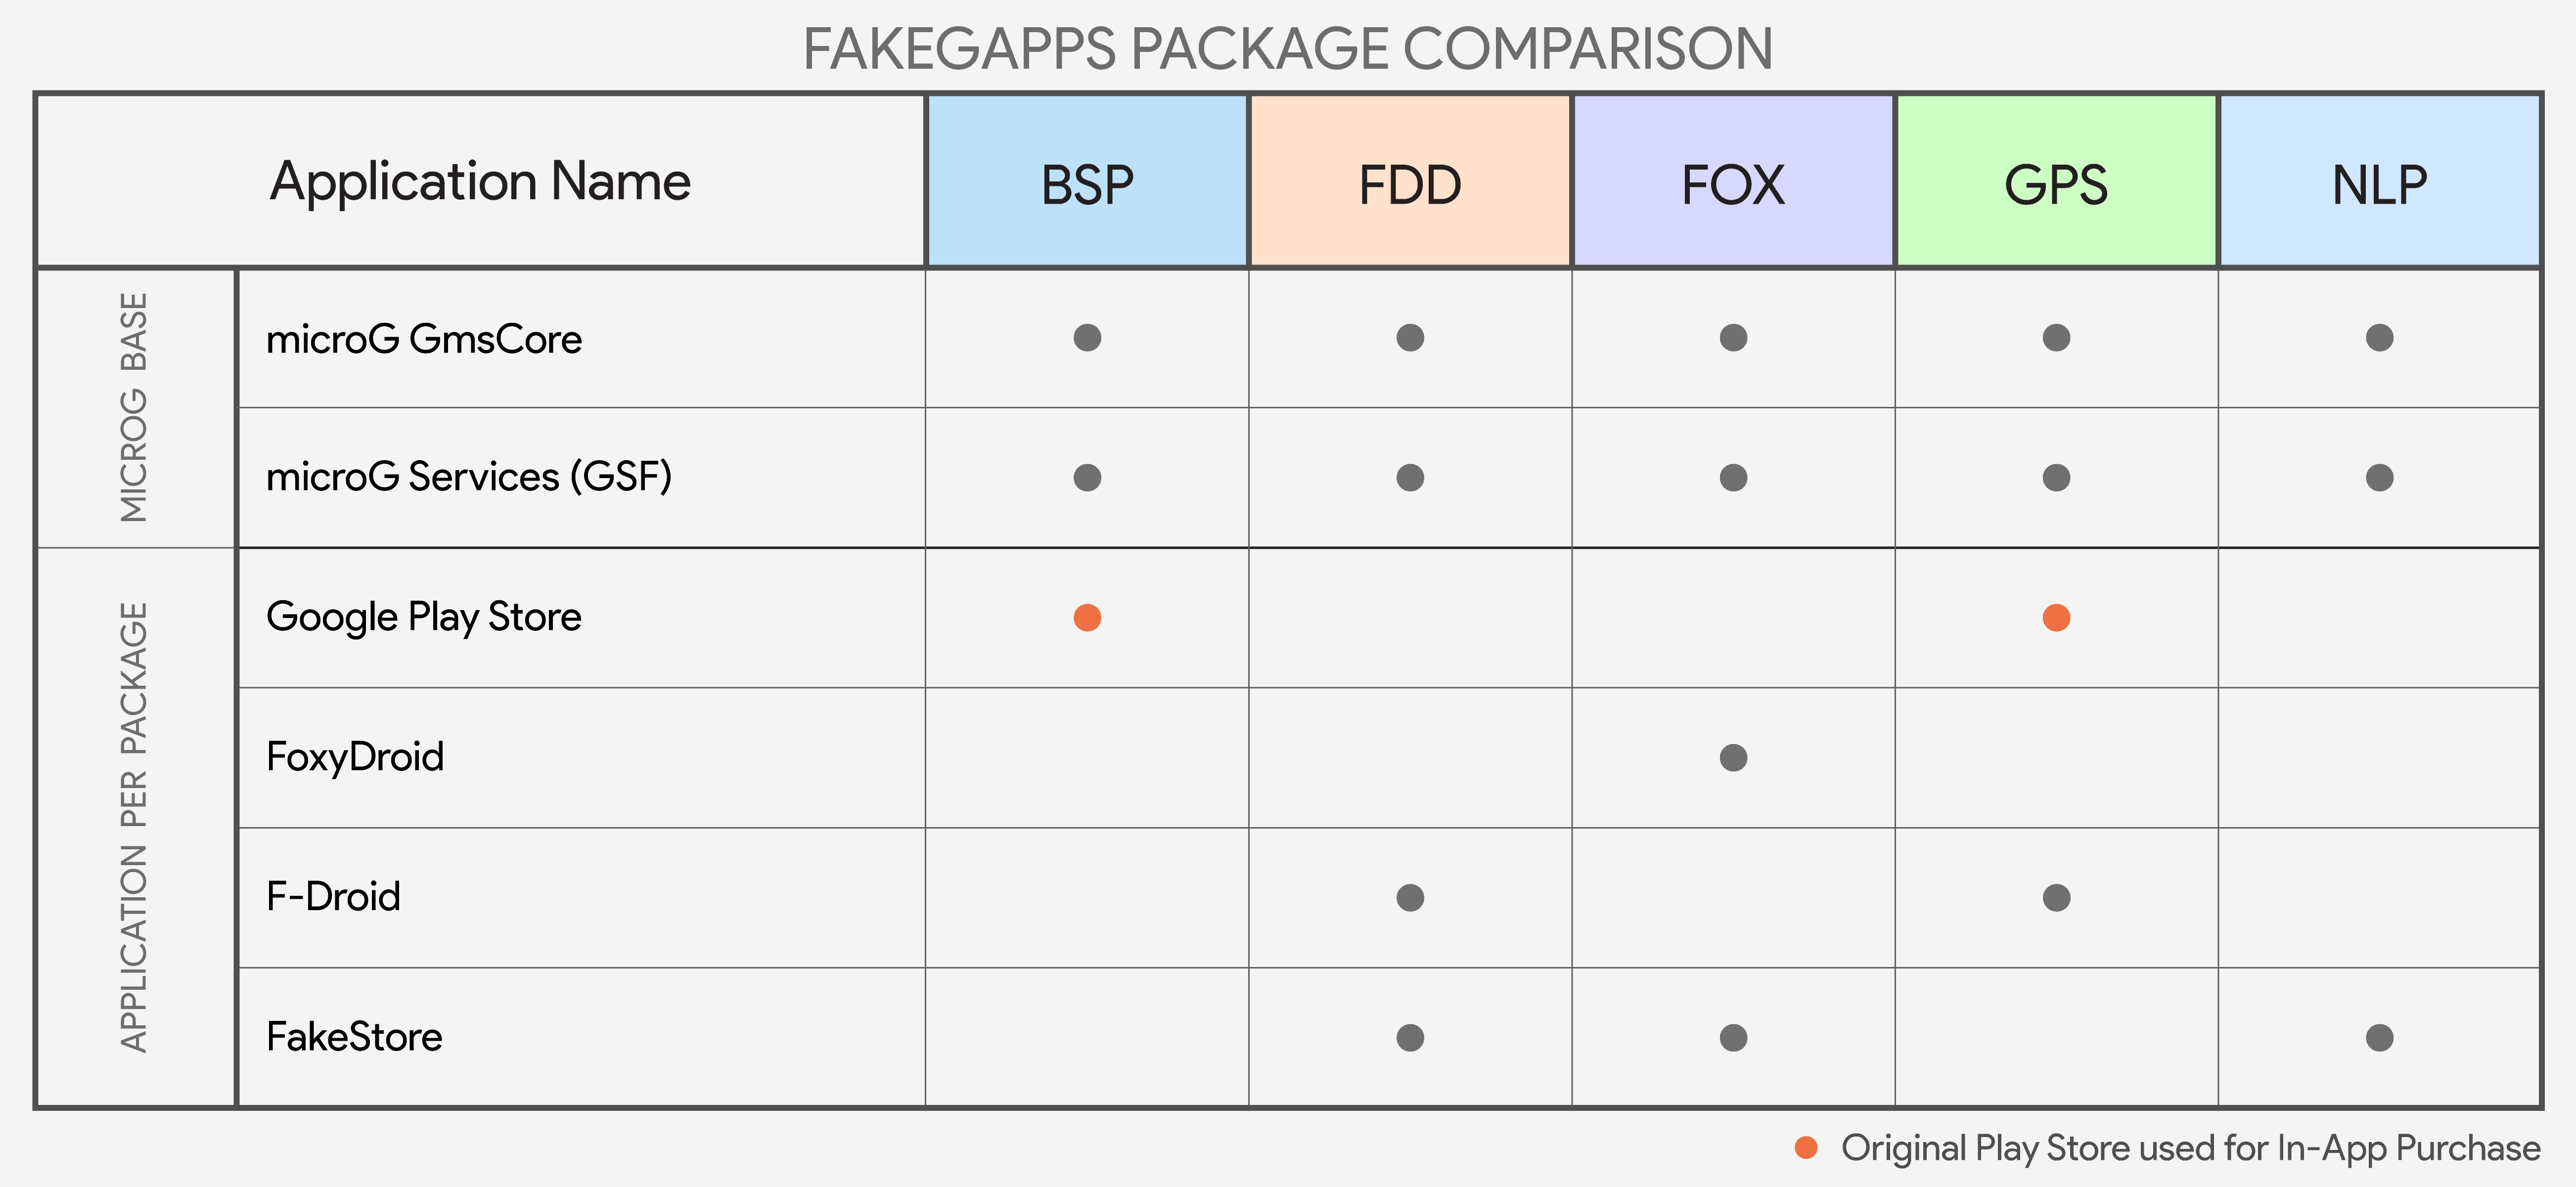 FAKEGAPPS PACKAGE COMPARISON
Application Name
BSP
FDD
FOX
GPS
NLP
MICROG BASE
microG GmsCore
microG Services (GSF)
APPLICATION PER PACKAGE
Google Play Store
FoxyDroid
F-Droid
FakeStore
Original Play Store used for In-App Purchase